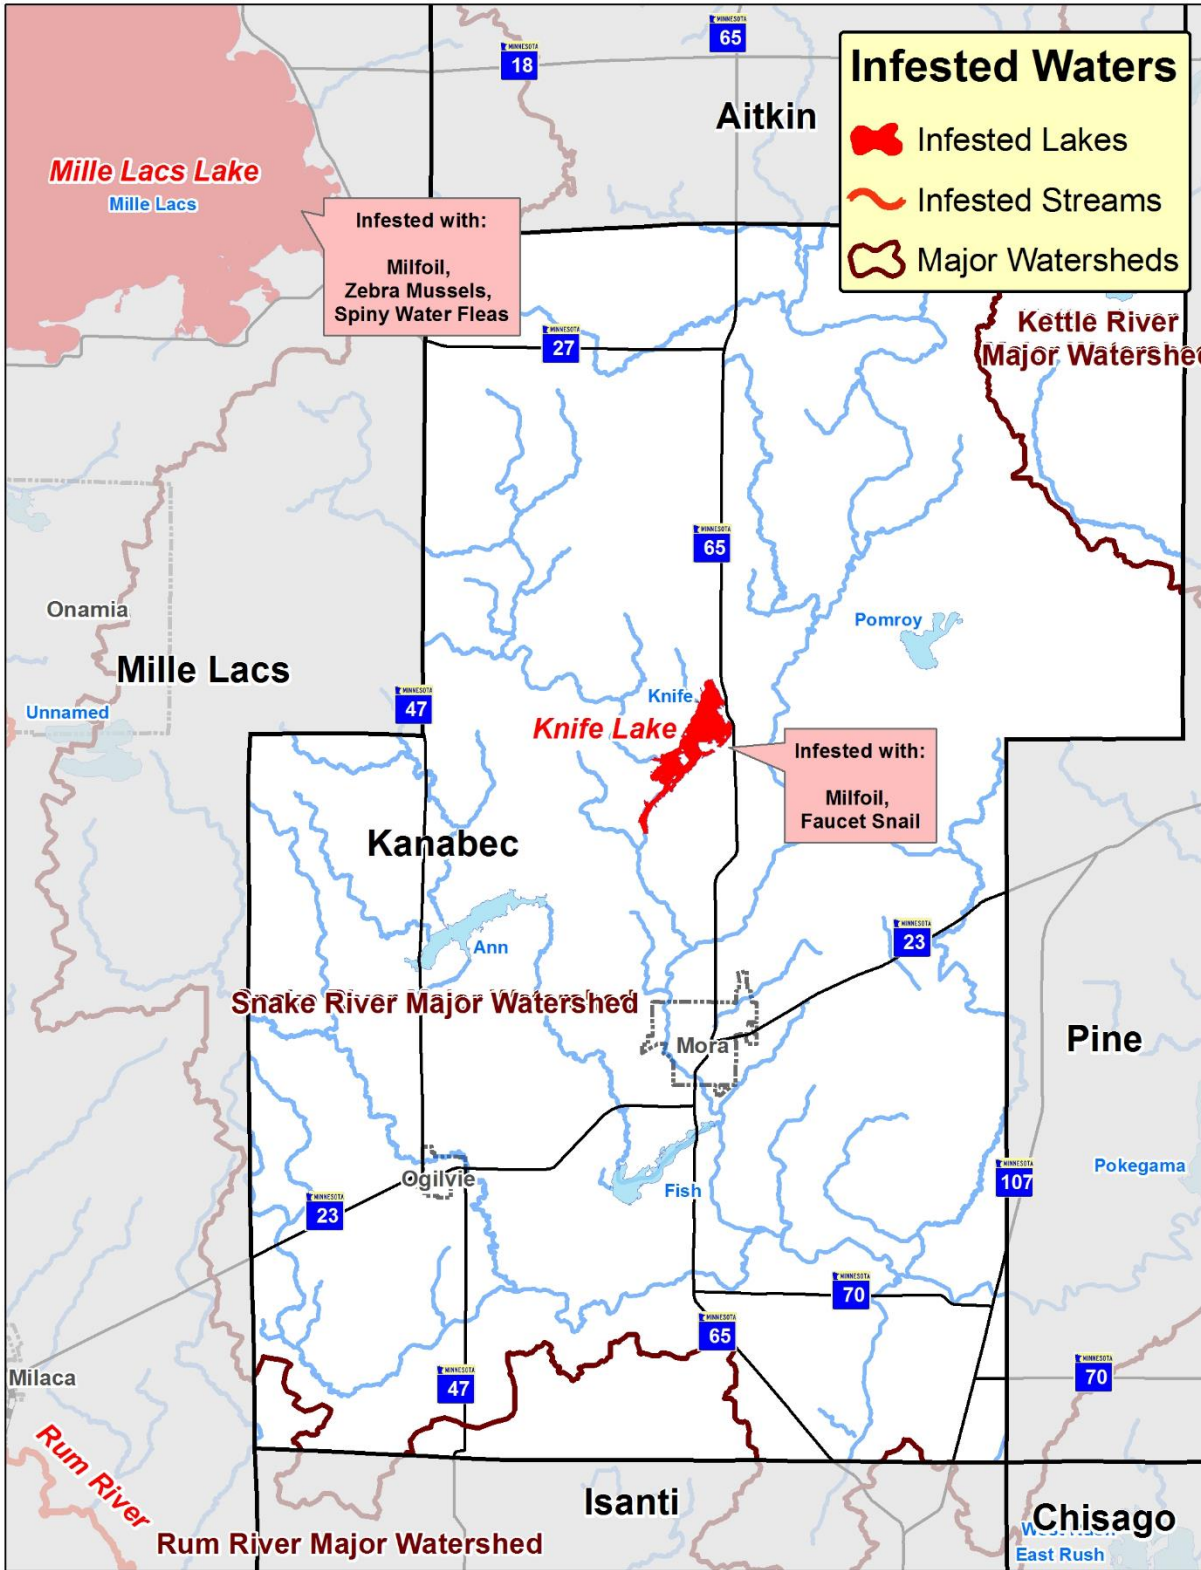 MINNESOTA
65
MINNESOTA
18
Infested Waters
Infested Lakes
Infested Streams
Major Watersheds
Aitkin
Mille Lacs Lake
Mille Lacs
Infested with:
Milfoil,
Zebra Mussels,
Spiny Water Fleas
Kettle River
Major Watershed
MINNESOTA
27
MINNESOTA
65
Onamia
Pomroy
Mille Lacs
Knife
MINNESOTA
47
Unnamed
Knife Lake
Infested with:
Milfoil,
Faucet Snail
Kanabec
MINNESOTA
23
Ann
Snake River Major Watershed
Mora
Pine
Ogilvie
Pokegama
MINNESOTA
107
Fish
MINNESOTA
23
MINNESOTA
70
MINNESOTA
65
Milaca
MINNESOTA
47
MINNESOTA
70
Rum River
Isanti
Chisago
Rum River Major Watershed
East Rush